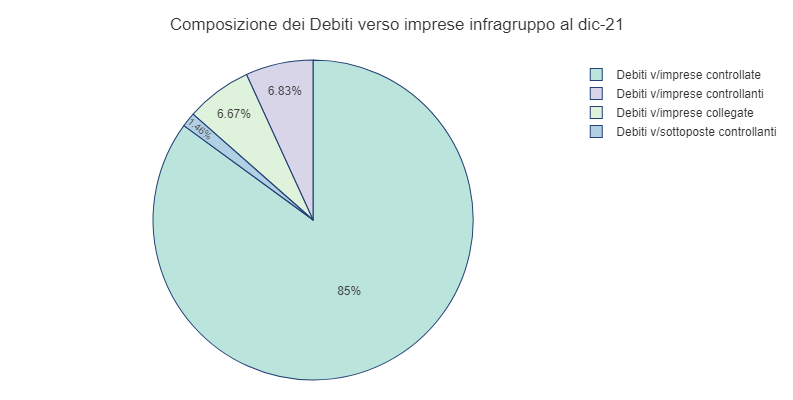 Composizione dei Debiti verso imprese infragruppo al dic-21
Debiti v/imprese controllate
Debiti v/imprese controllanti
Debiti v/imprese collegate
Debiti v/sottoposte controllanti
6.83%
6.67%
1.46%
85%